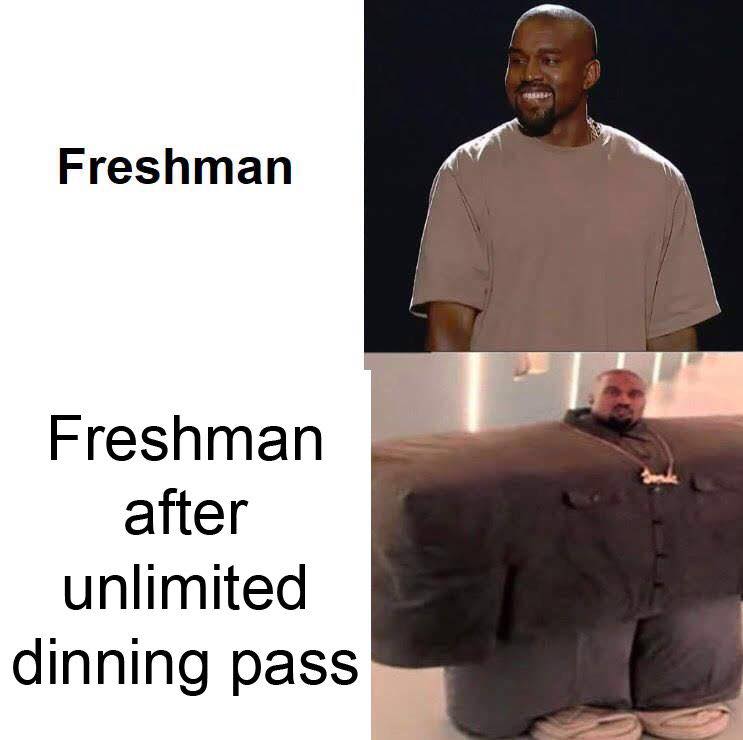 Freshman
Freshman
after
unlimited
dinning pass